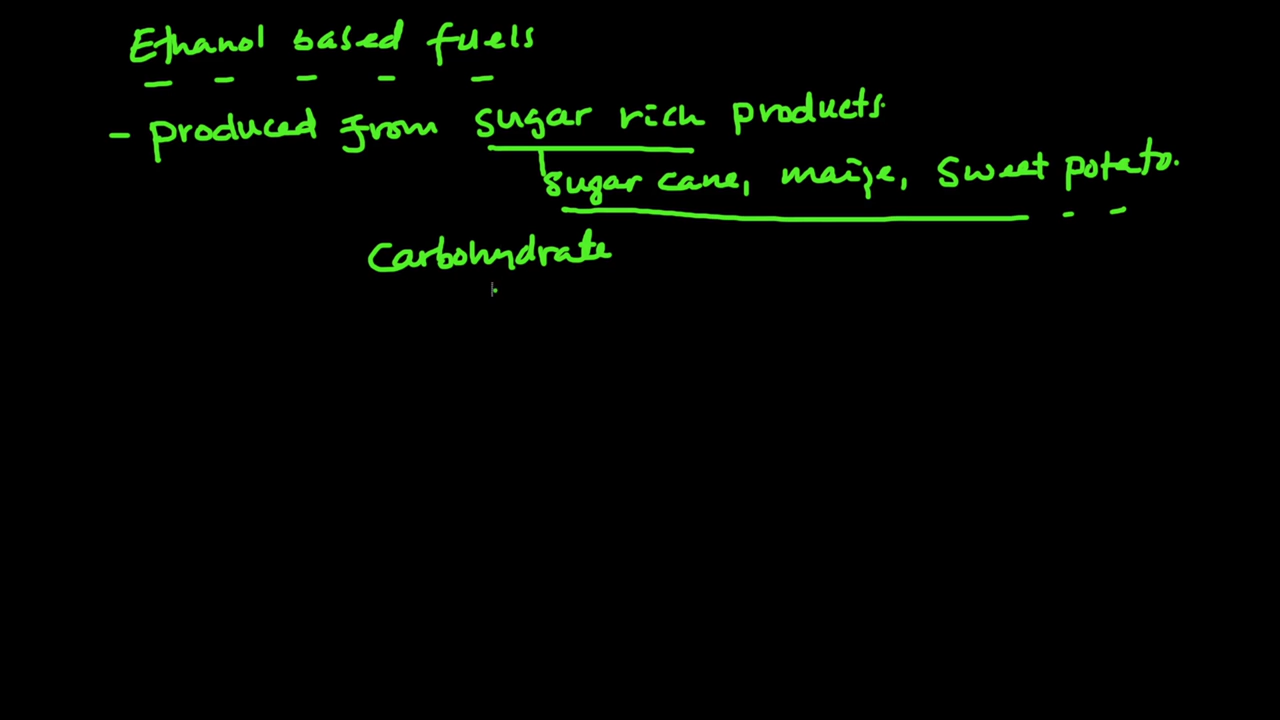 Ethanol based fuels
- produced from sugar rich products.
sugar cane, maize, sweet potato.
Carbohydrate